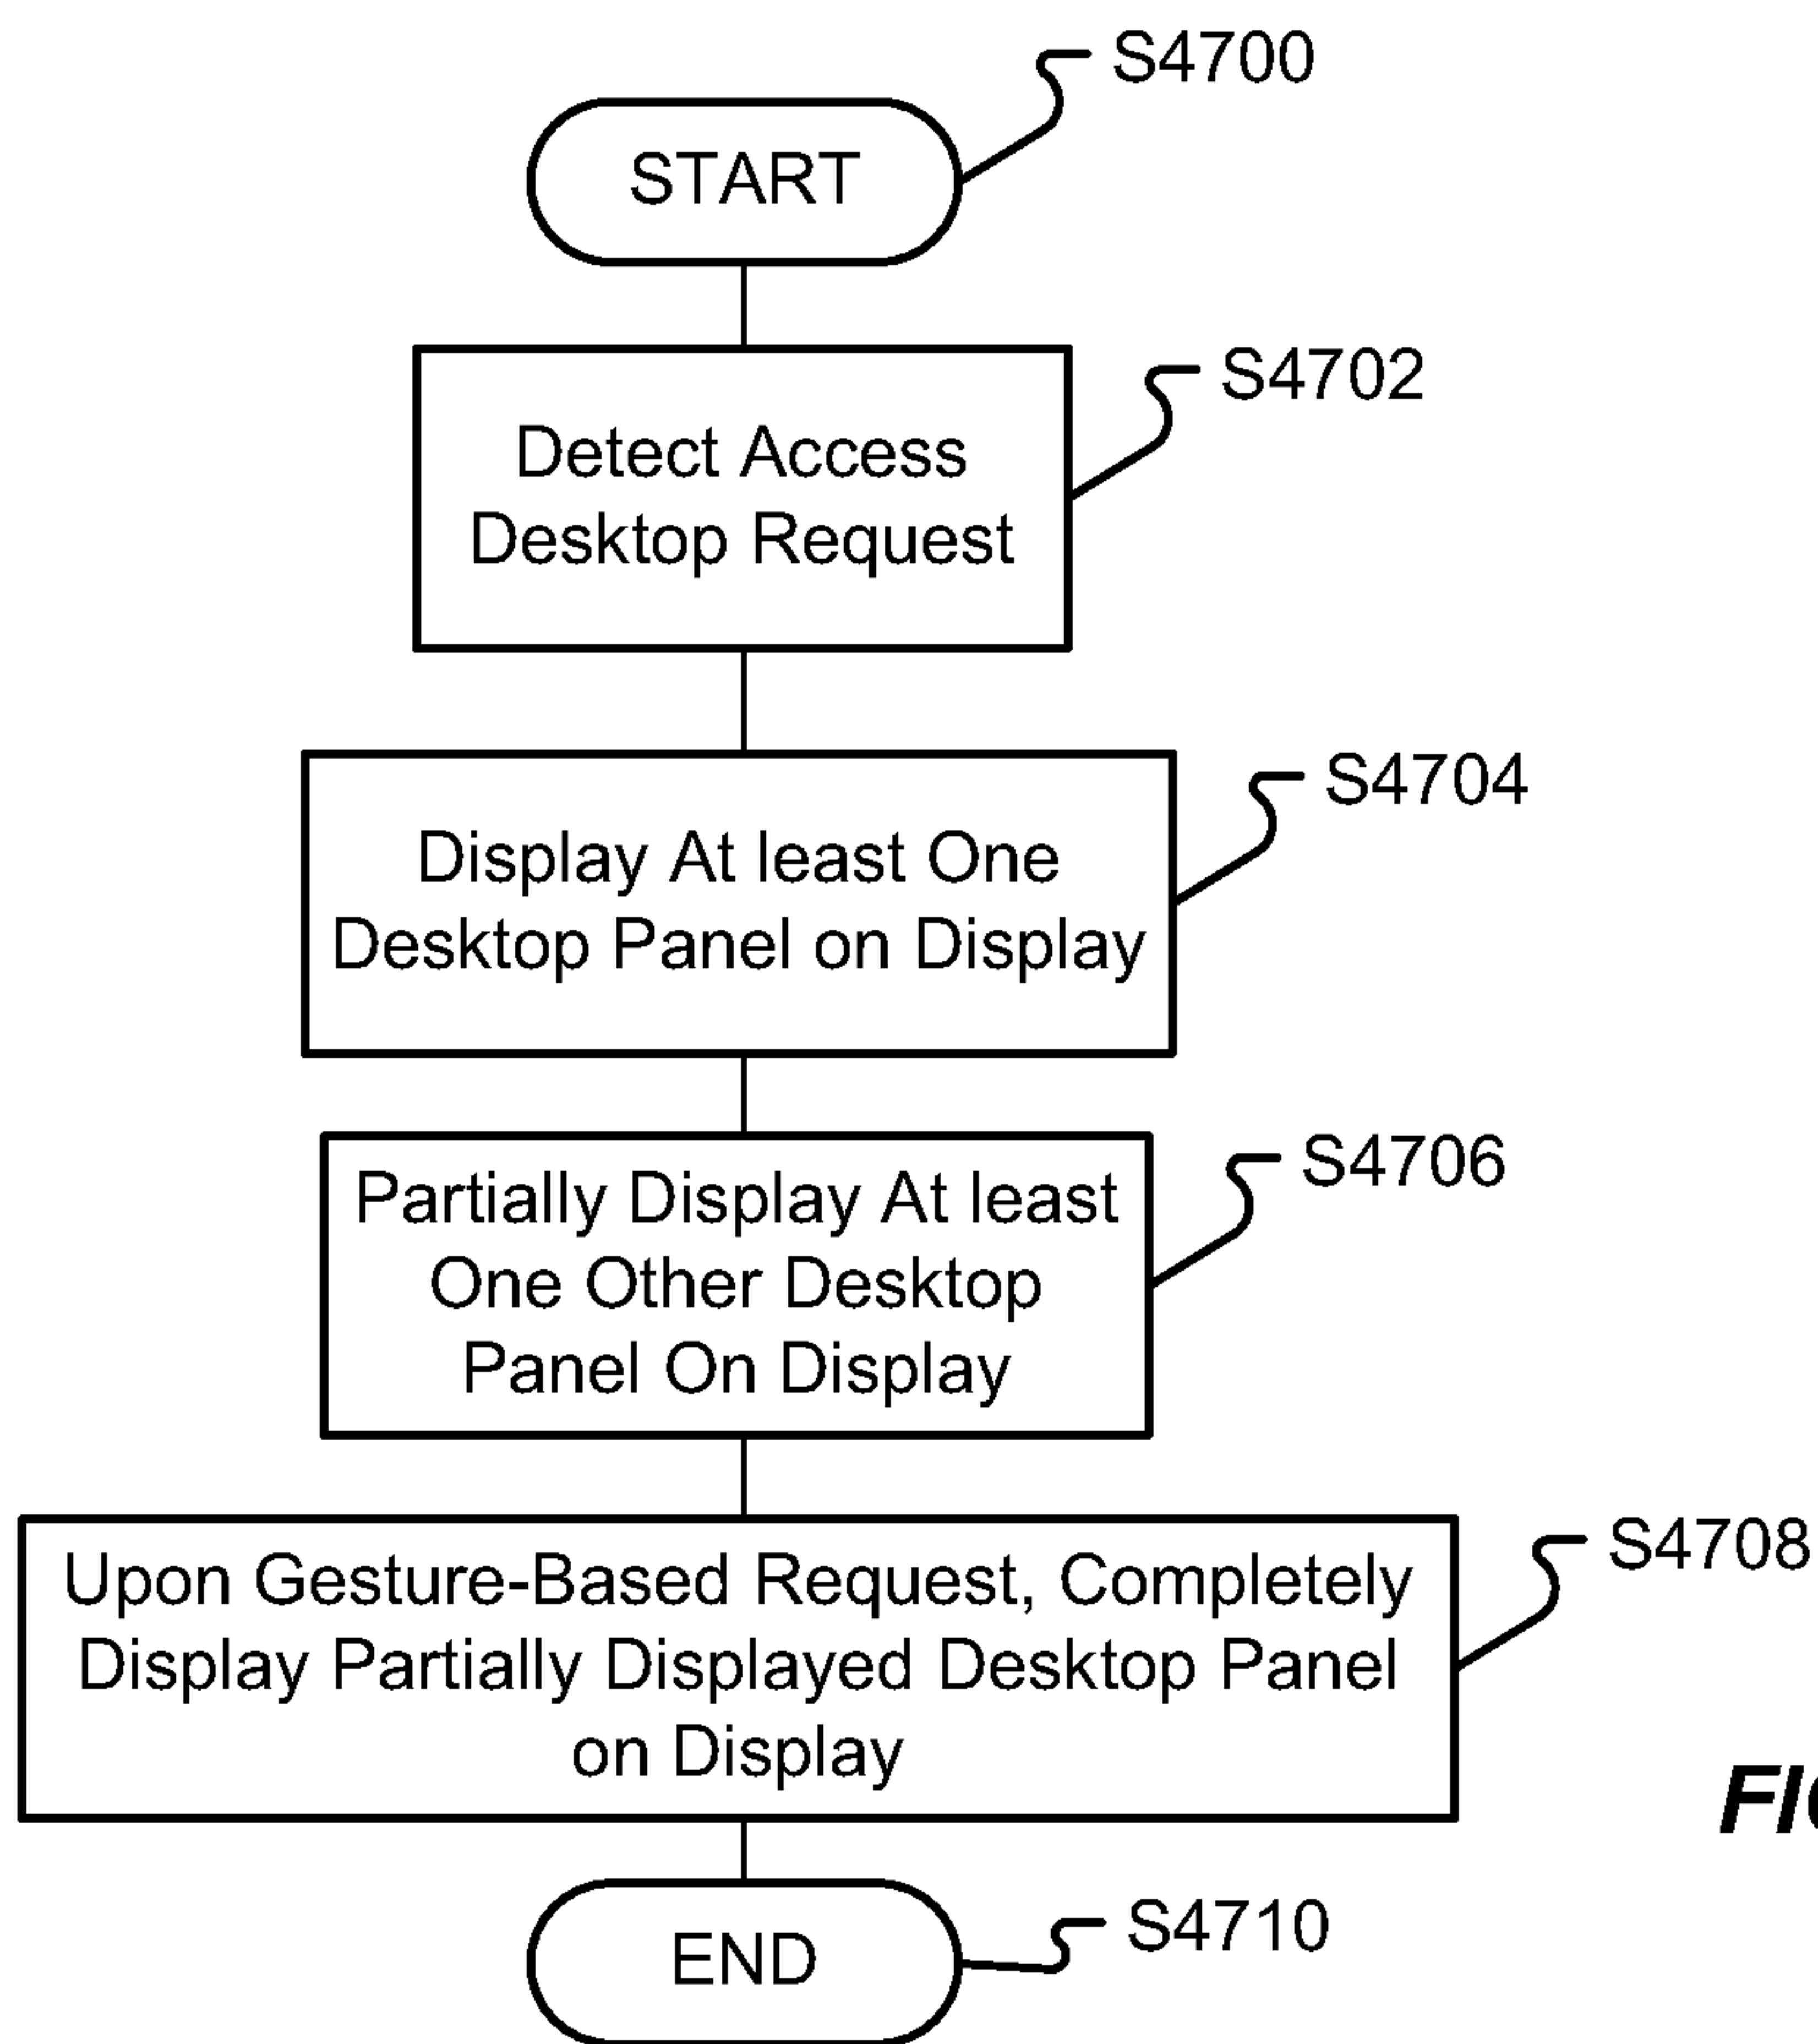 S4700
START
S4702
Detect Access
Desktop Request
S4704
Display At least One
Desktop Panel on Display
S4706
Partially Display At least
One Other Desktop
Panel On Display
S4708
Upon Gesture-Based Request, Completely
Display Partially Displayed Desktop Panel
on Display
S4710
END